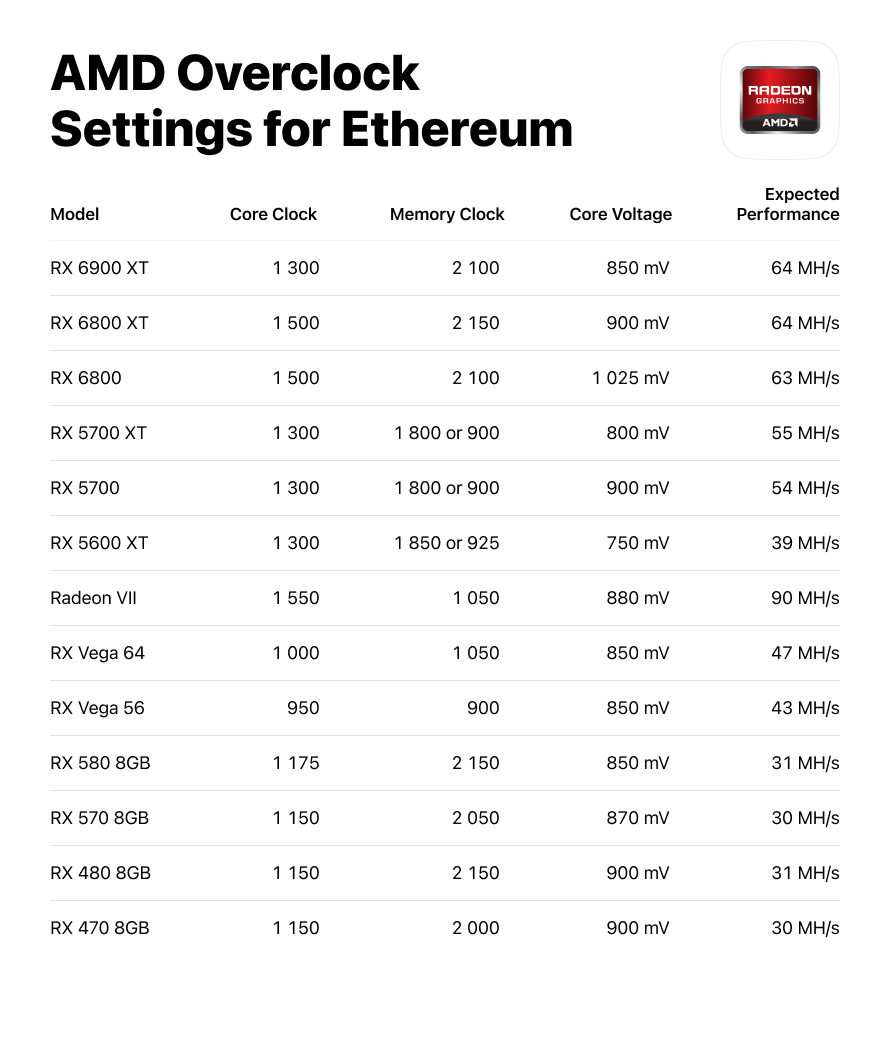 AMD Overclock
Settings for Ethereum
RADEON
GRAPHICS
AMD
Model Core Clock Memory Clock Core Voltage Expected Performance
RX 6900 XT 1 300 2 100 850 mV 64 MH/s
RX 6800 XT 1 500 2 150 900 mV 64 MH/s
RX 6800 1 500 2 100 1 025 mV 63 MH/s
RX 5700 XT 1 300 1 800 or 900 800 mV 55 MH/s
RX 5700 1 300 1 800 or 900 900 mV 54 MH/s
RX 5600 XT 1 300 1 850 or 925 750 mV 39 MH/s
Radeon VII 1 550 1 050 880 mV 90 MH/s
RX Vega 64 1 000 1 050 850 mV 47 MH/s
RX Vega 56 950 900 850 mV 43 MH/s
RX 580 8GB 1 175 2 150 850 mV 31 MH/s
RX 570 8GB 1 150 2 050 870 mV 30 MH/s
RX 480 8GB 1 150 2 150 900 mV 31 MH/s
RX 470 8GB 1 150 2 000 900 mV 30 MH/s